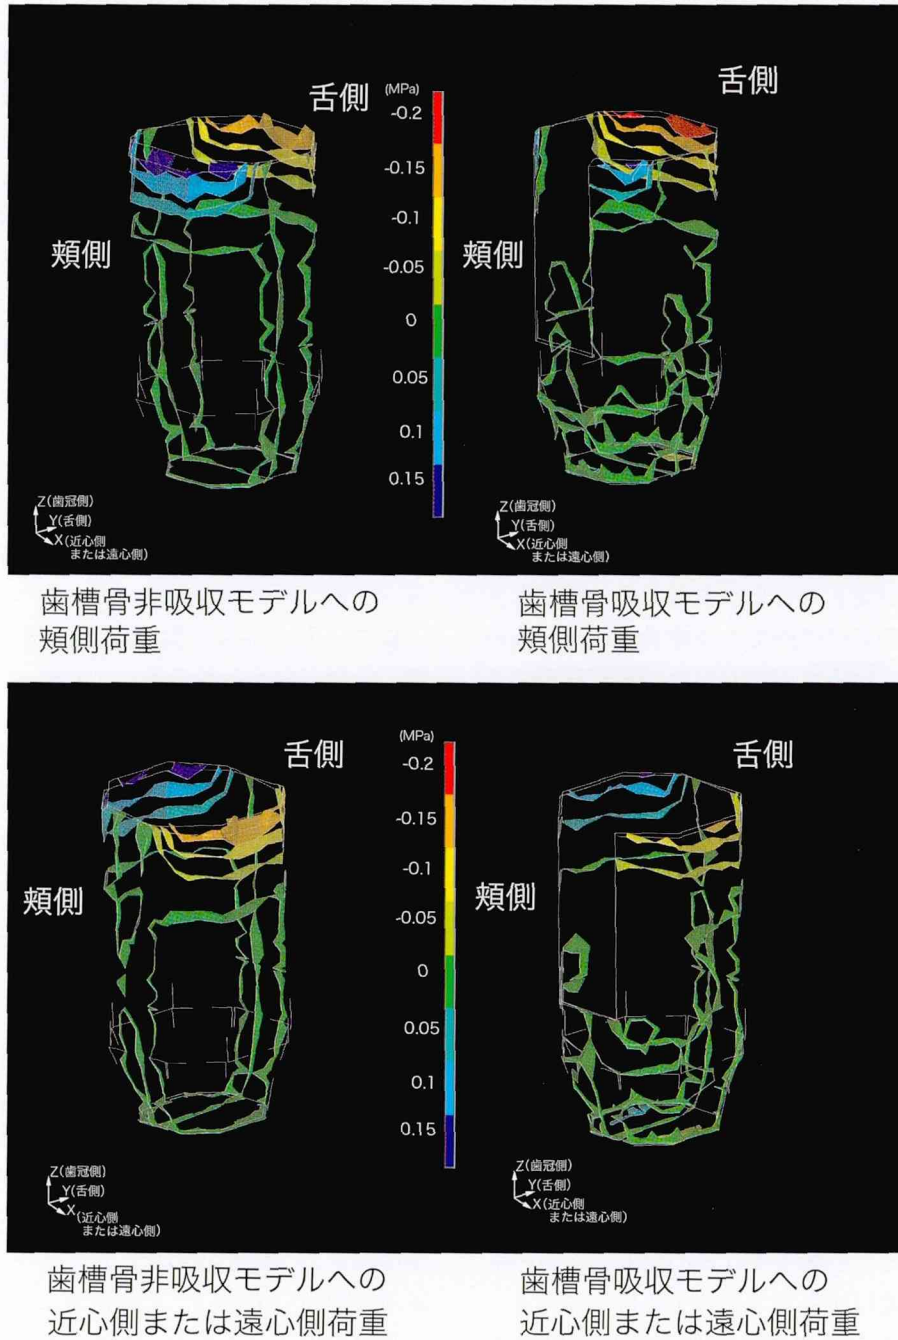 舌側
舌側
(MPa)
-0.2
-0.15
-0.1
-0.05
0
0.05
0.1
0.15
頬側
頬側
Z(歯冠側)
Y(舌側)
X(近心側
または遠心側)
Z(歯冠側)
Y(舌側)
X(近心側
または遠心側)
歯槽骨非吸収モデルへの
頬側荷重
歯槽骨吸収モデルへの
頬側荷重
舌側
舌側
(MPa)
-0.2
-0.15
-0.1
-0.05
0
0.05
0.1
0.15
頬側
頬側
Z(歯冠側)
Y(舌側)
X(近心側
または遠心側)
Z(歯冠側)
Y(舌側)
X(近心側
または遠心側)
歯槽骨非吸収モデルへの
近心側または遠心側荷重
歯槽骨吸収モデルへの
近心側または遠心側荷重